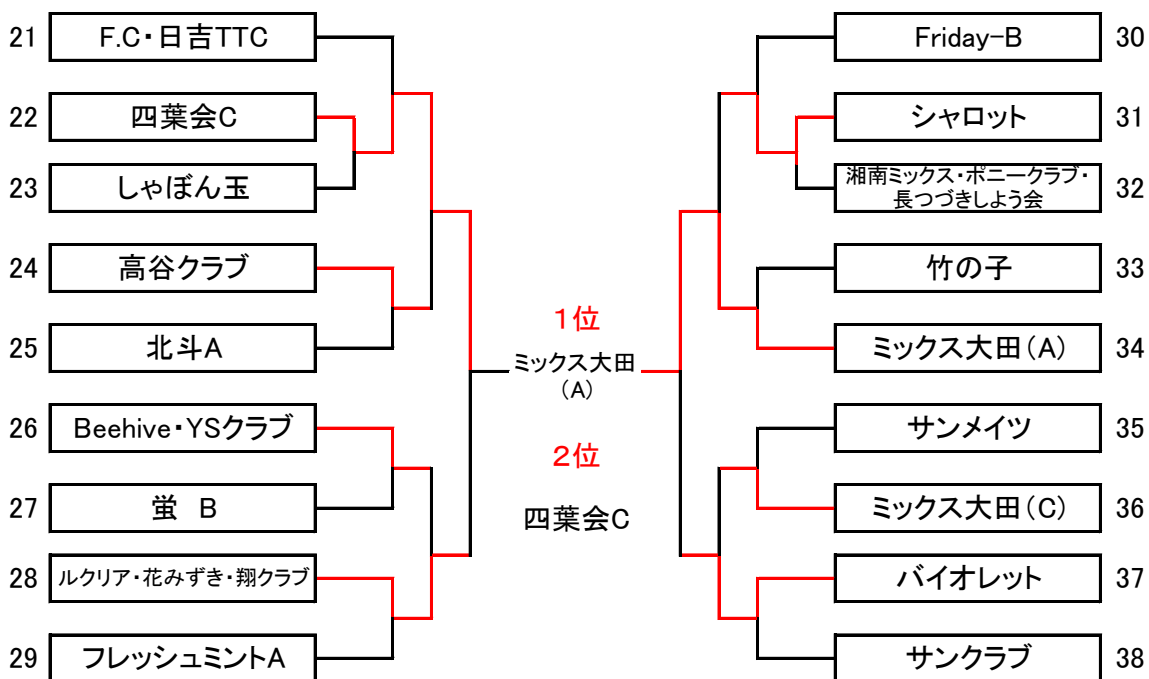 21 F.C・日吉TTC
22 四葉会C
23 しゃぼん玉
24 高谷クラブ
25 北斗A
26 Beehive・YSクラブ
27 蛍 B
28 ルクリア・花みずき・翔クラブ
29 フレッシュミントA
1位
ミックス大田
(A)
2位
四葉会C
Friday-B 30
シャロット 31
湘南ミックス・ポニークラブ・
長つづきしよう会 32
竹の子 33
ミックス大田(A) 34
サンメイツ 35
ミックス大田(C) 36
バイオレット 37
サンクラブ 38